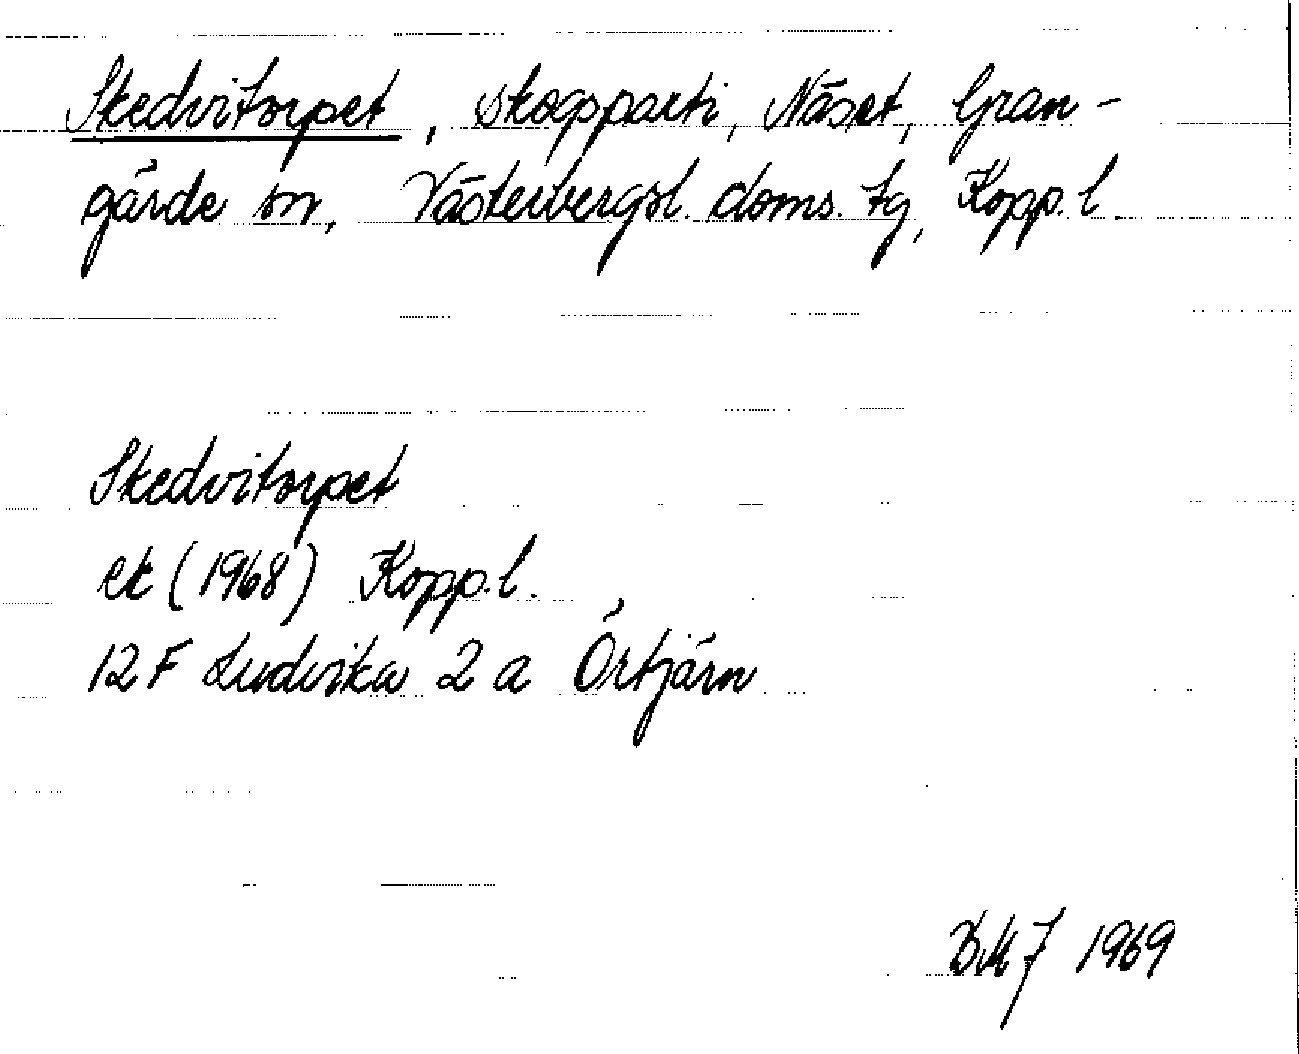 Skedvitorpet, skogsparti, Näset, Gran-
gärde sn, Västerbergsl. doms. tg, Kopp. l.
Skedvitorpet
ek (1968) Kopp. l.
12 F Ludvika 2 a Örtjärn
1969